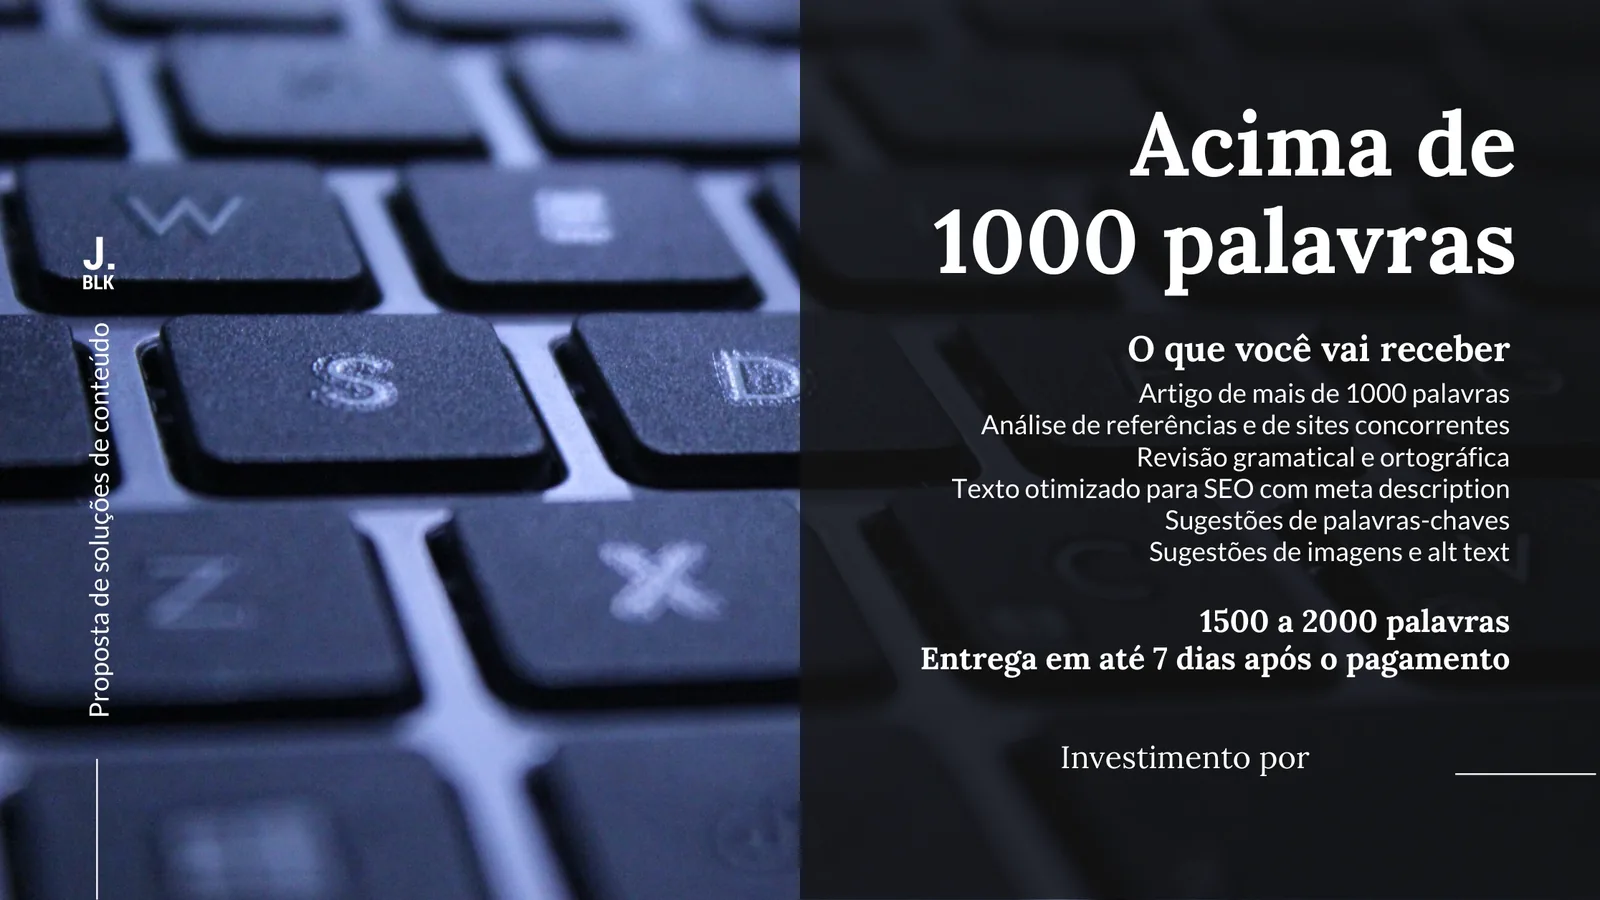 J.
BLK
Proposta de soluções de conteúdo
W
S
D
Z
X
Acima de
1000 palavras
O que você vai receber
Artigo de mais de 1000 palavras
Análise de referências e de sites concorrentes
Revisão gramatical e ortográfica
Texto otimizado para SEO com meta description
Sugestões de palavras-chaves
Sugestões de imagens e alt text
1500 a 2000 palavras
Entrega em até 7 dias após o pagamento
Investimento por